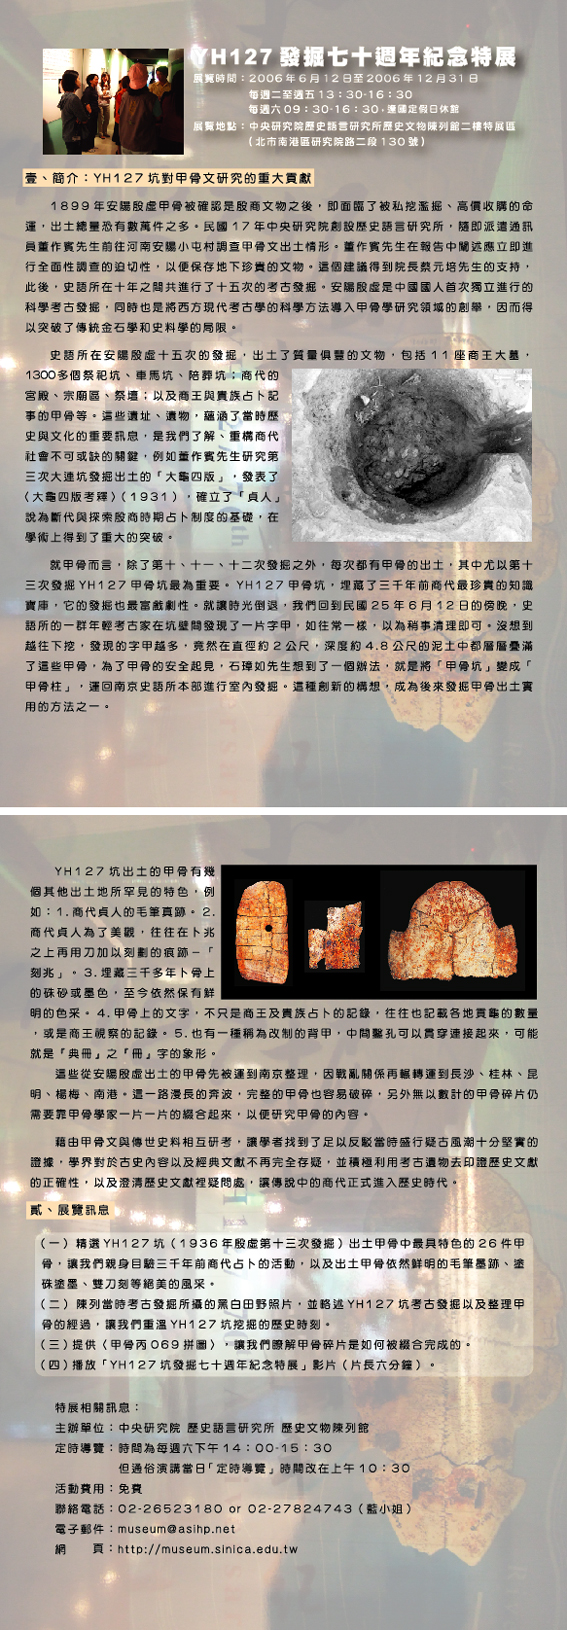 YH127 發掘七十週年紀念特展
展覽時間：2006年6月12日至2006年12月31日
每週二至週五13：30-16：30
每週六09：30-16：30，遇國定假日休館
展覽地點：中央研究院歷史語言研究所歷史文物陳列館二樓特展區
（北市南港區研究院路二段130號）
壹、簡介：YH127坑對甲骨文研究的重大貢獻
1899年安陽殷虛甲骨被確認是殷商文物之後，即面臨了被私挖濫掘、高價收購的命
運，出土總量恐有數萬件之多。民國17年中央研究院創設歷史語言研究所，隨即派遣通訊
員董作賓先生前往河南安陽小屯村調查甲骨文出土情形。董作賓先生在報告中闡述應立即進
行全面性調查的迫切性，以便保存地下珍貴的文物。這個建議得到院長蔡元培先生的支持，
此後，史語所在十年之間共進行了十五次的考古發掘。安陽殷虛是中國國人首次獨立進行的
科學考古發掘，同時也是將西方現代考古學的科學方法導入甲骨學研究領域的創舉，因而得
以突破了傳統金石學和史料學的局限。
史語所在安陽殷虛十五次的發掘，出土了質量俱豐的文物，包括11座商王大墓，
1300多個祭祀坑、車馬坑、陪葬坑；商代的
宮殿、宗廟區、祭壇；以及商王與貴族占卜記
事的甲骨等。這些遺址、遺物，蘊涵了當時歷
史與文化的重要訊息，是我們了解、重構商代
社會不可或缺的關鍵，例如董作賓先生研究第
三次大連坑發掘出土的「大龜四版」，發表了
〈大龜四版考釋〉（1931），確立了「貞人」
說為斷代與探索殷商時期占卜制度的基礎，在
學術上得到了重大的突破。
就甲骨而言，除了第十、十一、十二次發掘之外，每次都有甲骨的出土，其中尤以第十
三次發掘YH127甲骨坑最為重要。YH127甲骨坑，埋藏了三千年前商代最珍貴的知識
寶庫，它的發掘也最富戲劇性。就讓時光倒退，我們回到民國25年6月12日的傍晚，史
語所的一群年輕考古家在坑壁間發現了一片字甲，如往常一樣，以為稍事清理即可。沒想到
越往下挖，發現的字甲越多，竟然在直徑約2公尺，深度約4.8公尺的泥土中都層層疊滿
了這些甲骨，為了甲骨的安全起見，石璋如先生想到了一個辦法，就是將「甲骨坑」變成「
甲骨柱」，運回南京史語所本部進行室內發掘。這種創新的構想，成為後來發掘甲骨出土實
用的方法之一。
YH127坑出土的甲骨有幾
個其他出土地所罕見的特色，例
如：1.商代貞人的毛筆真跡。2.
商代貞人為了美觀，往往在卜兆
之上再用刀加以刻劃的痕跡－「
刻兆」。3.埋藏三千多年卜骨上
的硃砂或墨色，至今依然保有鮮
明的色采。4.甲骨上的文字，不只是商王及貴族占卜的記錄，往往也記載各地貢龜的數量
，或是商王視察的記錄。5.也有一種稱為改制的背甲，中間鑿孔可以貫穿連接起來，可能
就是「典冊」之「冊」字的象形。
這些從安陽殷虛出土的甲骨先被運到南京整理，因戰亂關係再輾轉運到長沙、桂林、昆
明、楊梅、南港。這一路漫長的奔波，完整的甲骨也容易破碎，另外無以數計的甲骨碎片仍
需要靠甲骨學家一片一片的綴合起來，以便研究甲骨的內容。
藉由甲骨文與傳世史料相互研考，讓學者找到了足以反駁當時盛行疑古風潮十分堅實的
證據，學界對於古史內容以及經典文獻不再完全存疑，並積極利用考古遺物去印證歷史文獻
的正確性，以及澄清歷史文獻裡疑問處，讓傳說中的商代正式進入歷史時代。
貳、展覽訊息
（一）精選YH127坑（1936年殷虛第十三次發掘）出土甲骨中最具特色的26件甲
骨，讓我們親身目驗三千年前商代占卜的活動，以及出土甲骨依然鮮明的毛筆墨跡、塗
硃塗墨、雙刀刻等絕美的風采。
（二）陳列當時考古發掘所攝的黑白田野照片，並略述YH127坑考古發掘以及整理甲
骨的經過，讓我們重溫YH127坑挖掘的歷史時刻。
（三）提供〈甲骨丙069拼圖〉，讓我們瞭解甲骨碎片是如何被綴合完成的。
（四）播放「YH127坑發掘七十週年紀念特展」影片（片長六分鐘）。
特展相關訊息：
主辦單位：中央研究院 歷史語言研究所 歷史文物陳列館
定時導覽：時間為每週六下午14：00-15：30
但通俗演講當日「定時導覽」時間改在上午10：30
活動費用：免費
聯絡電話：02-26523180 or 02-27824743（藍小姐）
電子郵件：museum@asihp.net
網　　頁：http://museum.sinica.edu.tw